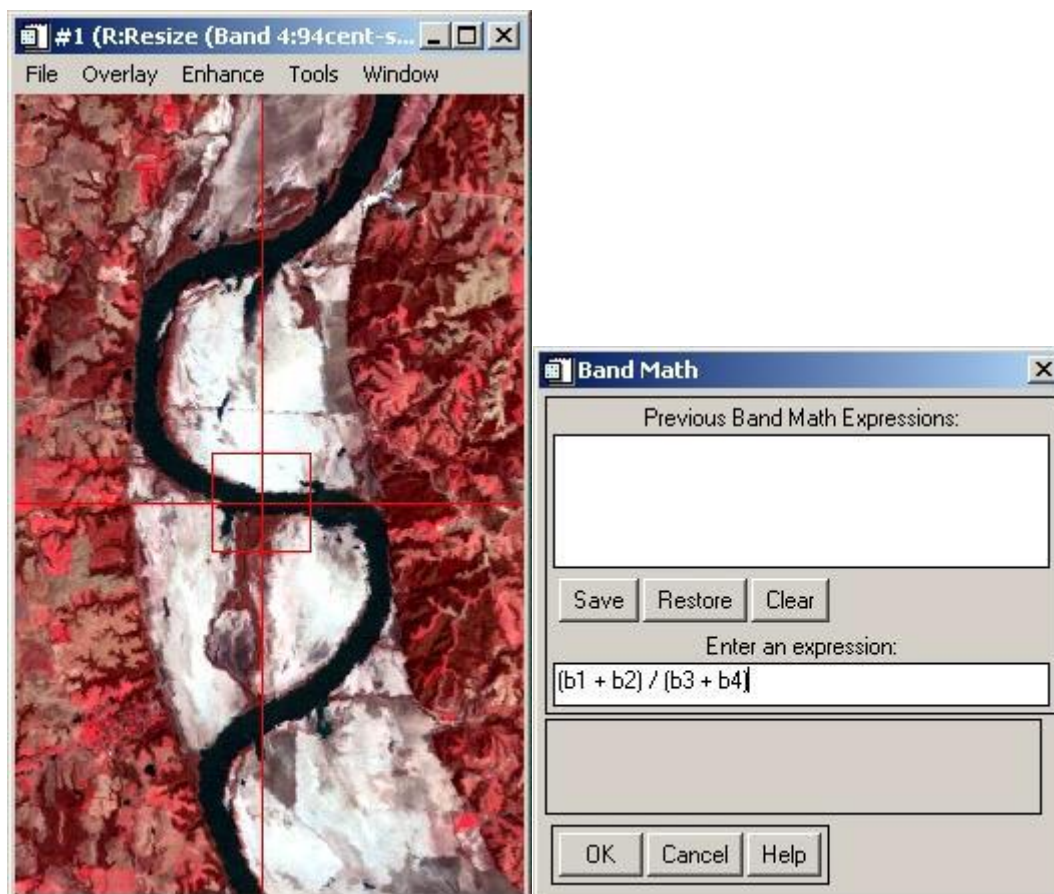 #1 (R:Resize (Band 4:94cent-s...
File Overlay Enhance Tools Window
Band Math
Previous Band Math Expressions:
Save Restore Clear
Enter an expression:
(b1 + b2) / (b3 + b4)
OK Cancel Help